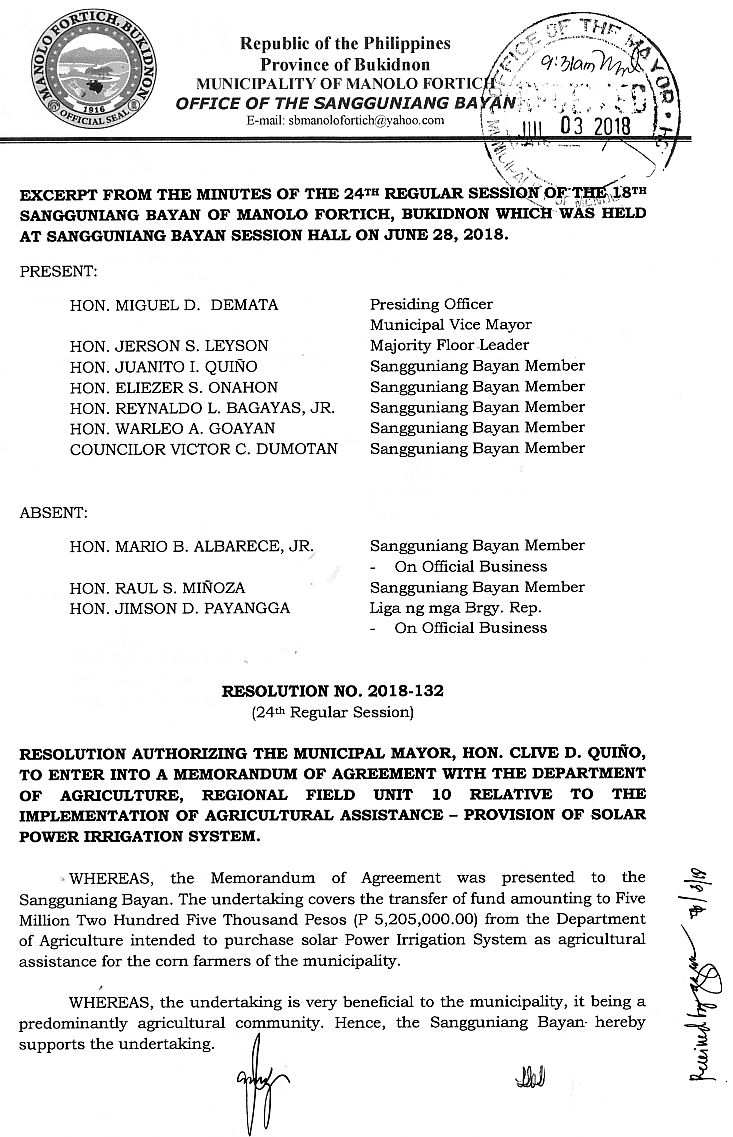 MANOLO FORTICH, BUKIDNON
1916
OFFICIAL SEAL
Republic of the Philippines
Province of Bukidnon
MUNICIPALITY OF MANOLO FORTICH
OFFICE OF THE SANGGUNIANG BAYAN
E-mail: sbmanolofortich@yahoo.com
OFFICE OF THE MAYOR
9:31am
JUL 03 2018
EXCERPT FROM THE MINUTES OF THE 24TH REGULAR SESSION OF THE 18TH
SANGGUNIANG BAYAN OF MANOLO FORTICH, BUKIDNON WHICH WAS HELD
AT SANGGUNIANG BAYAN SESSION HALL ON JUNE 28, 2018.
PRESENT:
HON. MIGUEL D. DEMATA Presiding Officer
Municipal Vice Mayor
HON. JERSON S. LEYSON Majority Floor Leader
HON. JUANITO I. QUIÑO Sangguniang Bayan Member
HON. ELIEZER S. ONAHON Sangguniang Bayan Member
HON. REYNALDO L. BAGAYAS, JR. Sangguniang Bayan Member
HON. WARLEO A. GOAYAN Sangguniang Bayan Member
COUNCILOR VICTOR C. DUMOTAN Sangguniang Bayan Member
ABSENT:
HON. MARIO B. ALBARECE, JR. Sangguniang Bayan Member
- On Official Business
HON. RAUL S. MIÑOZA Sangguniang Bayan Member
HON. JIMSON D. PAYANGGA Liga ng mga Brgy. Rep.
- On Official Business
RESOLUTION NO. 2018-132
(24th Regular Session)
RESOLUTION AUTHORIZING THE MUNICIPAL MAYOR, HON. CLIVE D. QUIÑO,
TO ENTER INTO A MEMORANDUM OF AGREEMENT WITH THE DEPARTMENT
OF AGRICULTURE, REGIONAL FIELD UNIT 10 RELATIVE TO THE
IMPLEMENTATION OF AGRICULTURAL ASSISTANCE – PROVISION OF SOLAR
POWER IRRIGATION SYSTEM.
WHEREAS, the Memorandum of Agreement was presented to the
Sangguniang Bayan. The undertaking covers the transfer of fund amounting to Five
Million Two Hundred Five Thousand Pesos (P 5,205,000.00) from the Department
of Agriculture intended to purchase solar Power Irrigation System as agricultural
assistance for the corn farmers of the municipality.
WHEREAS, the undertaking is very beneficial to the municipality, it being a
predominantly agricultural community. Hence, the Sangguniang Bayan hereby
supports the undertaking.
Received by